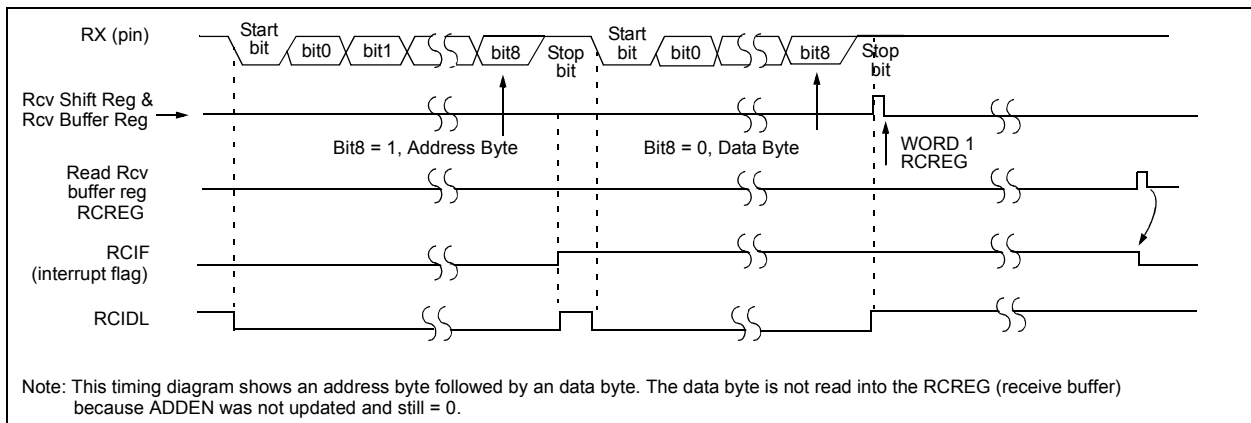 RX (pin)
Start
bit
bit0
bit1
bit8
Stop
bit
Start
bit
bit0
bit8
Stop
bit
Rcv Shift Reg &
Rcv Buffer Reg
Bit8 = 1, Address Byte
Bit8 = 0, Data Byte
WORD 1
RCREG
Read Rcv
buffer reg
RCREG
RCIF
(interrupt flag)
RCIDL
Note: This timing diagram shows an address byte followed by an data byte. The data byte is not read into the RCREG (receive buffer)
because ADDEN was not updated and still = 0.